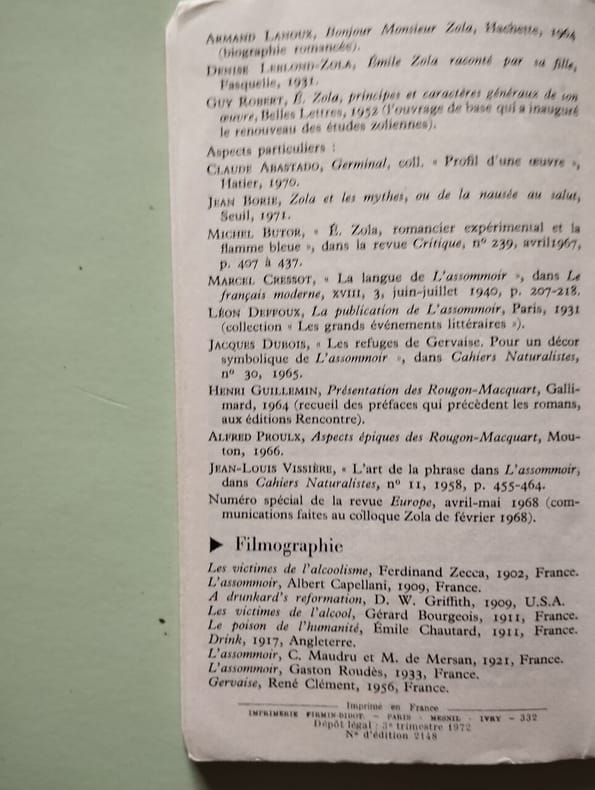 ARMAND LANOUX, Bonjour Monsieur Zola, Hachette, 1964
(biographie romancée).
DENISE LEBLOND-ZOLA, Émile Zola raconté par sa fille,
Fasquelle, 1931.
GUY ROBERT, É. Zola, principes et caractères généraux de son
œuvre, Belles Lettres, 1952 (l'ouvrage de base qui a inauguré
le renouveau des études zoliennes).
Aspects particuliers :
CLAUDE ABASTADO, Germinal, coll. « Profil d'une œuvre »,
Hatier, 1970.
JEAN BORIE, Zola et les mythes, ou de la nausée au salut,
Seuil, 1971.
MICHEL BUTOR, « É. Zola, romancier expérimental et la
flamme bleue », dans la revue Critique, nº 239, avril1967,
p. 407 à 437.
MARCEL CRESSOT, « La langue de L'assommoir », dans Le
français moderne, XVIII, 3, juin-juillet 1940, p. 207-218.
LÉON DEFFOUX, La publication de L'assommoir, Paris, 1931
(collection « Les grands événements littéraires »).
JACQUES DUBOIS, « Les refuges de Gervaise. Pour un décor
symbolique de L'assommoir », dans Cahiers Naturalistes,
nº 30, 1965.
HENRI GUILLEMIN, Présentation des Rougon-Macquart, Galli-
mard, 1964 (recueil des préfaces qui précèdent les romans,
aux éditions Rencontre).
ALFRED PROULX, Aspects épiques des Rougon-Macquart, Mou-
ton, 1966.
JEAN-LOUIS VISSIÈRE, « L'art de la phrase dans L'assommoir,
dans Cahiers Naturalistes, nº 11, 1958, p. 455-464.
Numéro spécial de la revue Europe, avril-mai 1968 (com-
munications faites au colloque Zola de février 1968).
▶ Filmographie
Les victimes de l'alcoolisme, Ferdinand Zecca, 1902, France.
L'assommoir, Albert Capellani, 1909, France.
A drunkard's reformation, D. W. Griffith, 1909, U.S.A.
Les victimes de l'alcool, Gérard Bourgeois, 1911, France.
Le poison de l'humanité, Émile Chautard, 1911, France.
Drink, 1917, Angleterre.
L'assommoir, C. Maudru et M. de Mersan, 1921, France.
L'assommoir, Gaston Roudès, 1933, France.
Gervaise, René Clément, 1956, France.
Imprimé en France
IMPRIMERIE FIRMIN-DIDOT. – PARIS - MESNIL - IVRY – 332
Dépôt légal : 3e trimestre 1972
Nº d'édition 2148